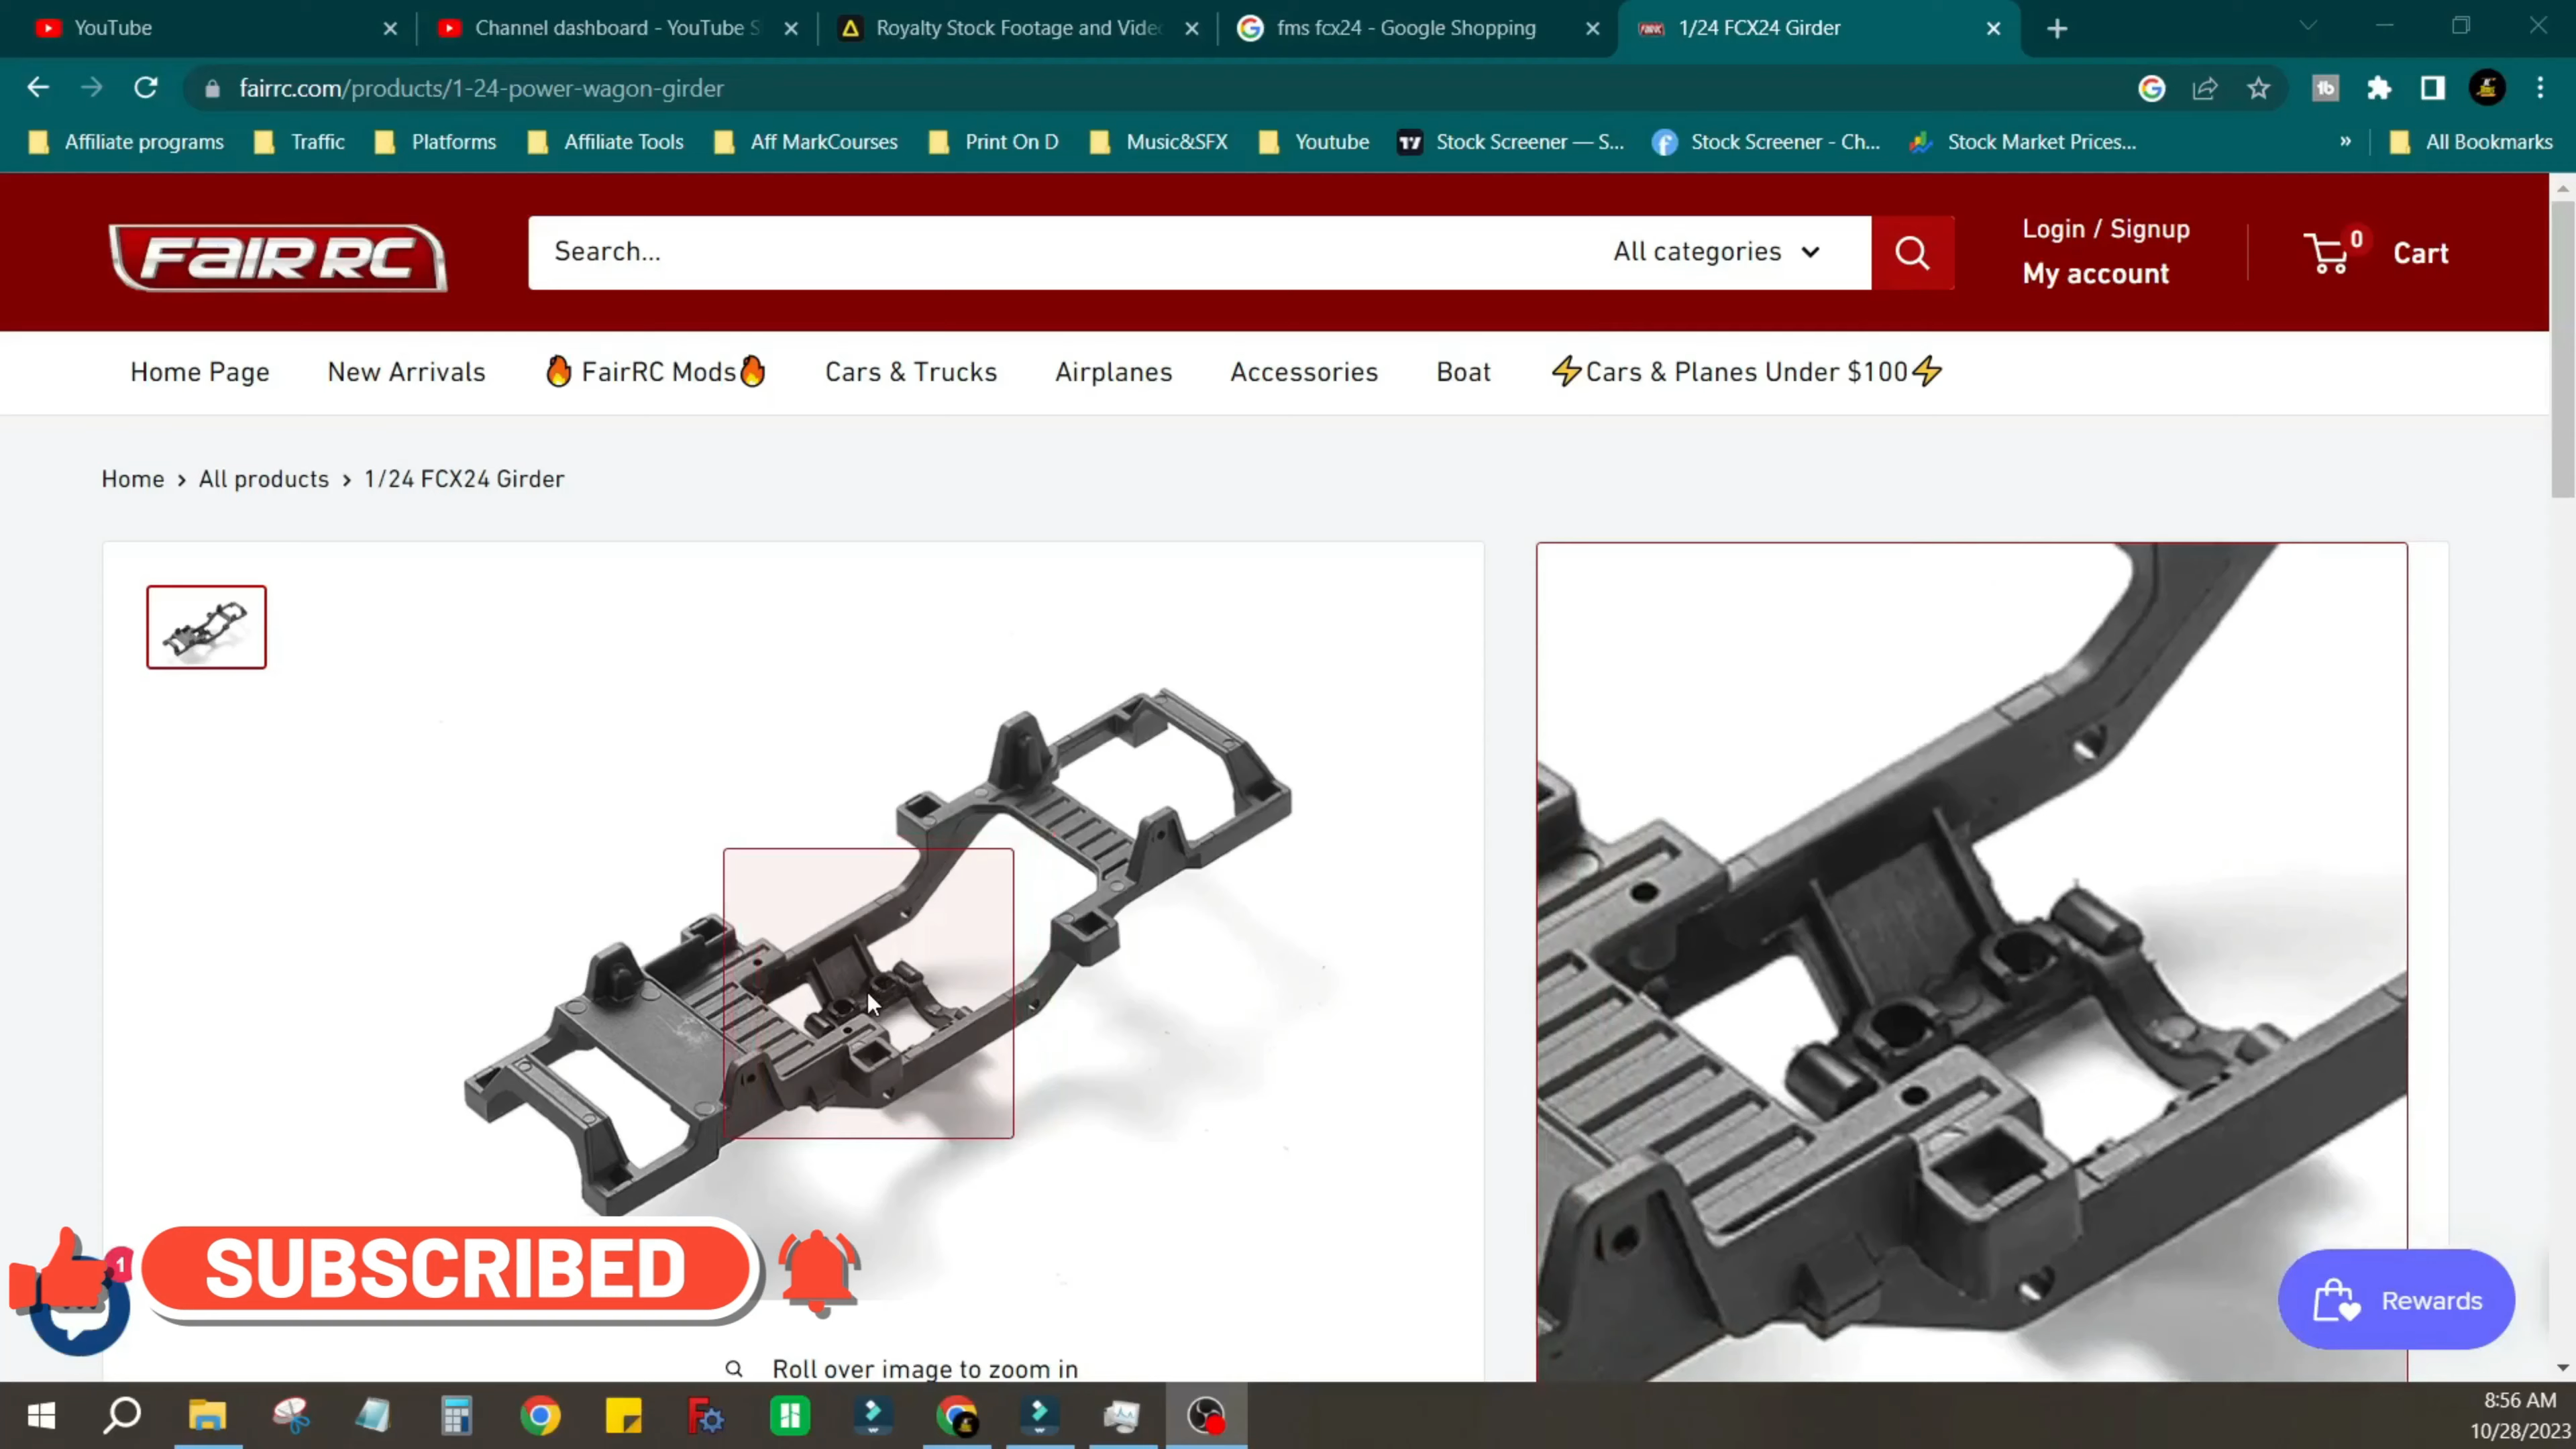 YouTube
Channel dashboard - YouTube S
Royalty Stock Footage and Vide
fms fcx24 - Google Shopping
1/24 FCX24 Girder
fairrc.com/products/1-24-power-wagon-girder
Affiliate programs
Traffic
Platforms
Affiliate Tools
Aff MarkCourses
Print On D
Music&SFX
Youtube
Stock Screener — S...
Stock Screener - Ch...
Stock Market Prices...
»
All Bookmarks
FAIR RC
Search...
All categories
Login / Signup
My account
0
Cart
Home Page
New Arrivals
🔥 FairRC Mods🔥
Cars & Trucks
Airplanes
Accessories
Boat
⚡Cars & Planes Under $100⚡
Home › All products › 1/24 FCX24 Girder
1
SUBSCRIBED
Rewards
Roll over image to zoom in
8:56 AM
10/28/2023